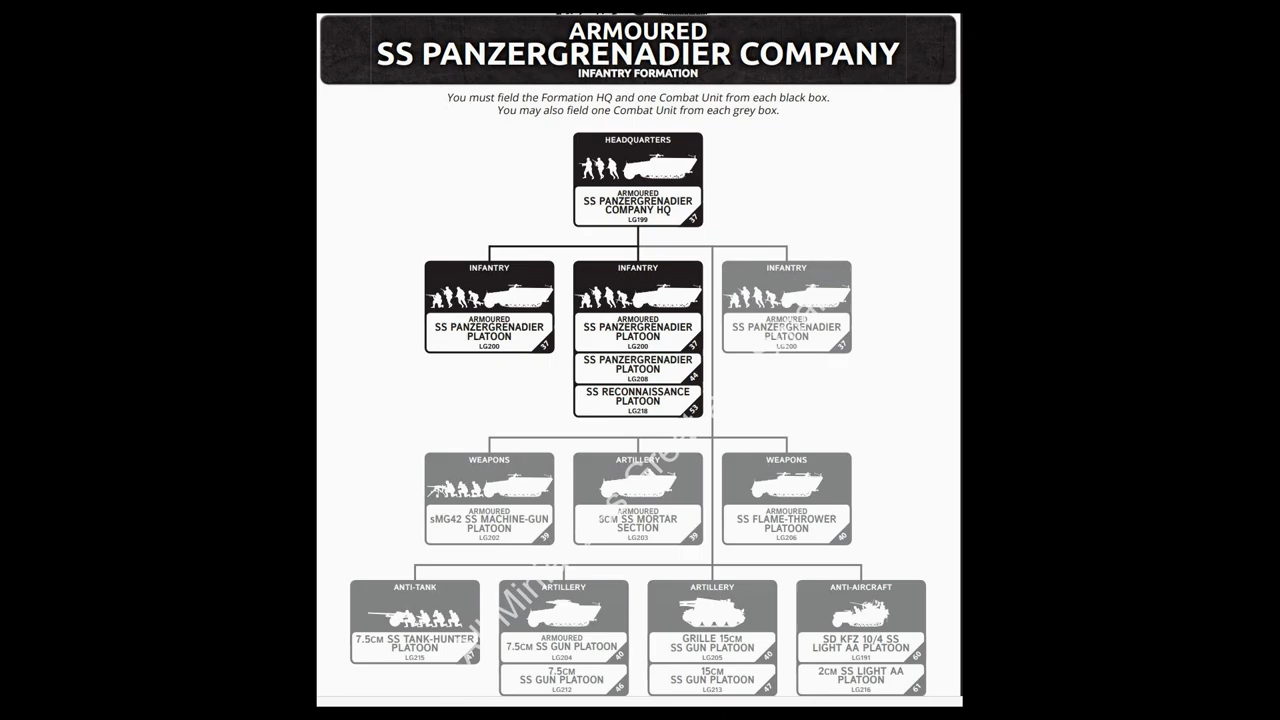 ARMOURED
SS PANZERGRENADIER COMPANY
INFANTRY FORMATION
You must field the Formation HQ and one Combat Unit from each black box.
You may also field one Combat Unit from each grey box.
HEADQUARTERS
ARMOURED
SS PANZERGRENADIER
COMPANY HQ
LG199
37
INFANTRY
ARMOURED
SS PANZERGRENADIER
PLATOON
LG200
37
INFANTRY
ARMOURED
SS PANZERGRENADIER
PLATOON
LG200
37
SS PANZERGRENADIER
PLATOON
LG208
44
SS RECONNAISSANCE
PLATOON
LG218
53
INFANTRY
ARMOURED
SS PANZERGRENADIER
PLATOON
LG200
37
WEAPONS
ARMOURED
sMG42 SS MACHINE-GUN
PLATOON
LG202
39
ARTILLERY
ARMOURED
8CM SS MORTAR
SECTION
LG203
39
WEAPONS
ARMOURED
SS FLAME-THROWER
PLATOON
LG206
40
ANTI-TANK
7.5CM SS TANK-HUNTER
PLATOON
LG215
47
ARTILLERY
ARMOURED
7.5CM SS GUN PLATOON
LG204
40
7.5CM
SS GUN PLATOON
LG212
46
ARTILLERY
GRILLE 15CM
SS GUN PLATOON
LG205
40
15CM
SS GUN PLATOON
LG213
47
ANTI-AIRCRAFT
SD KFZ 10/4 SS
LIGHT AA PLATOON
LG191
60
2CM SS LIGHT AA
PLATOON
LG216
61